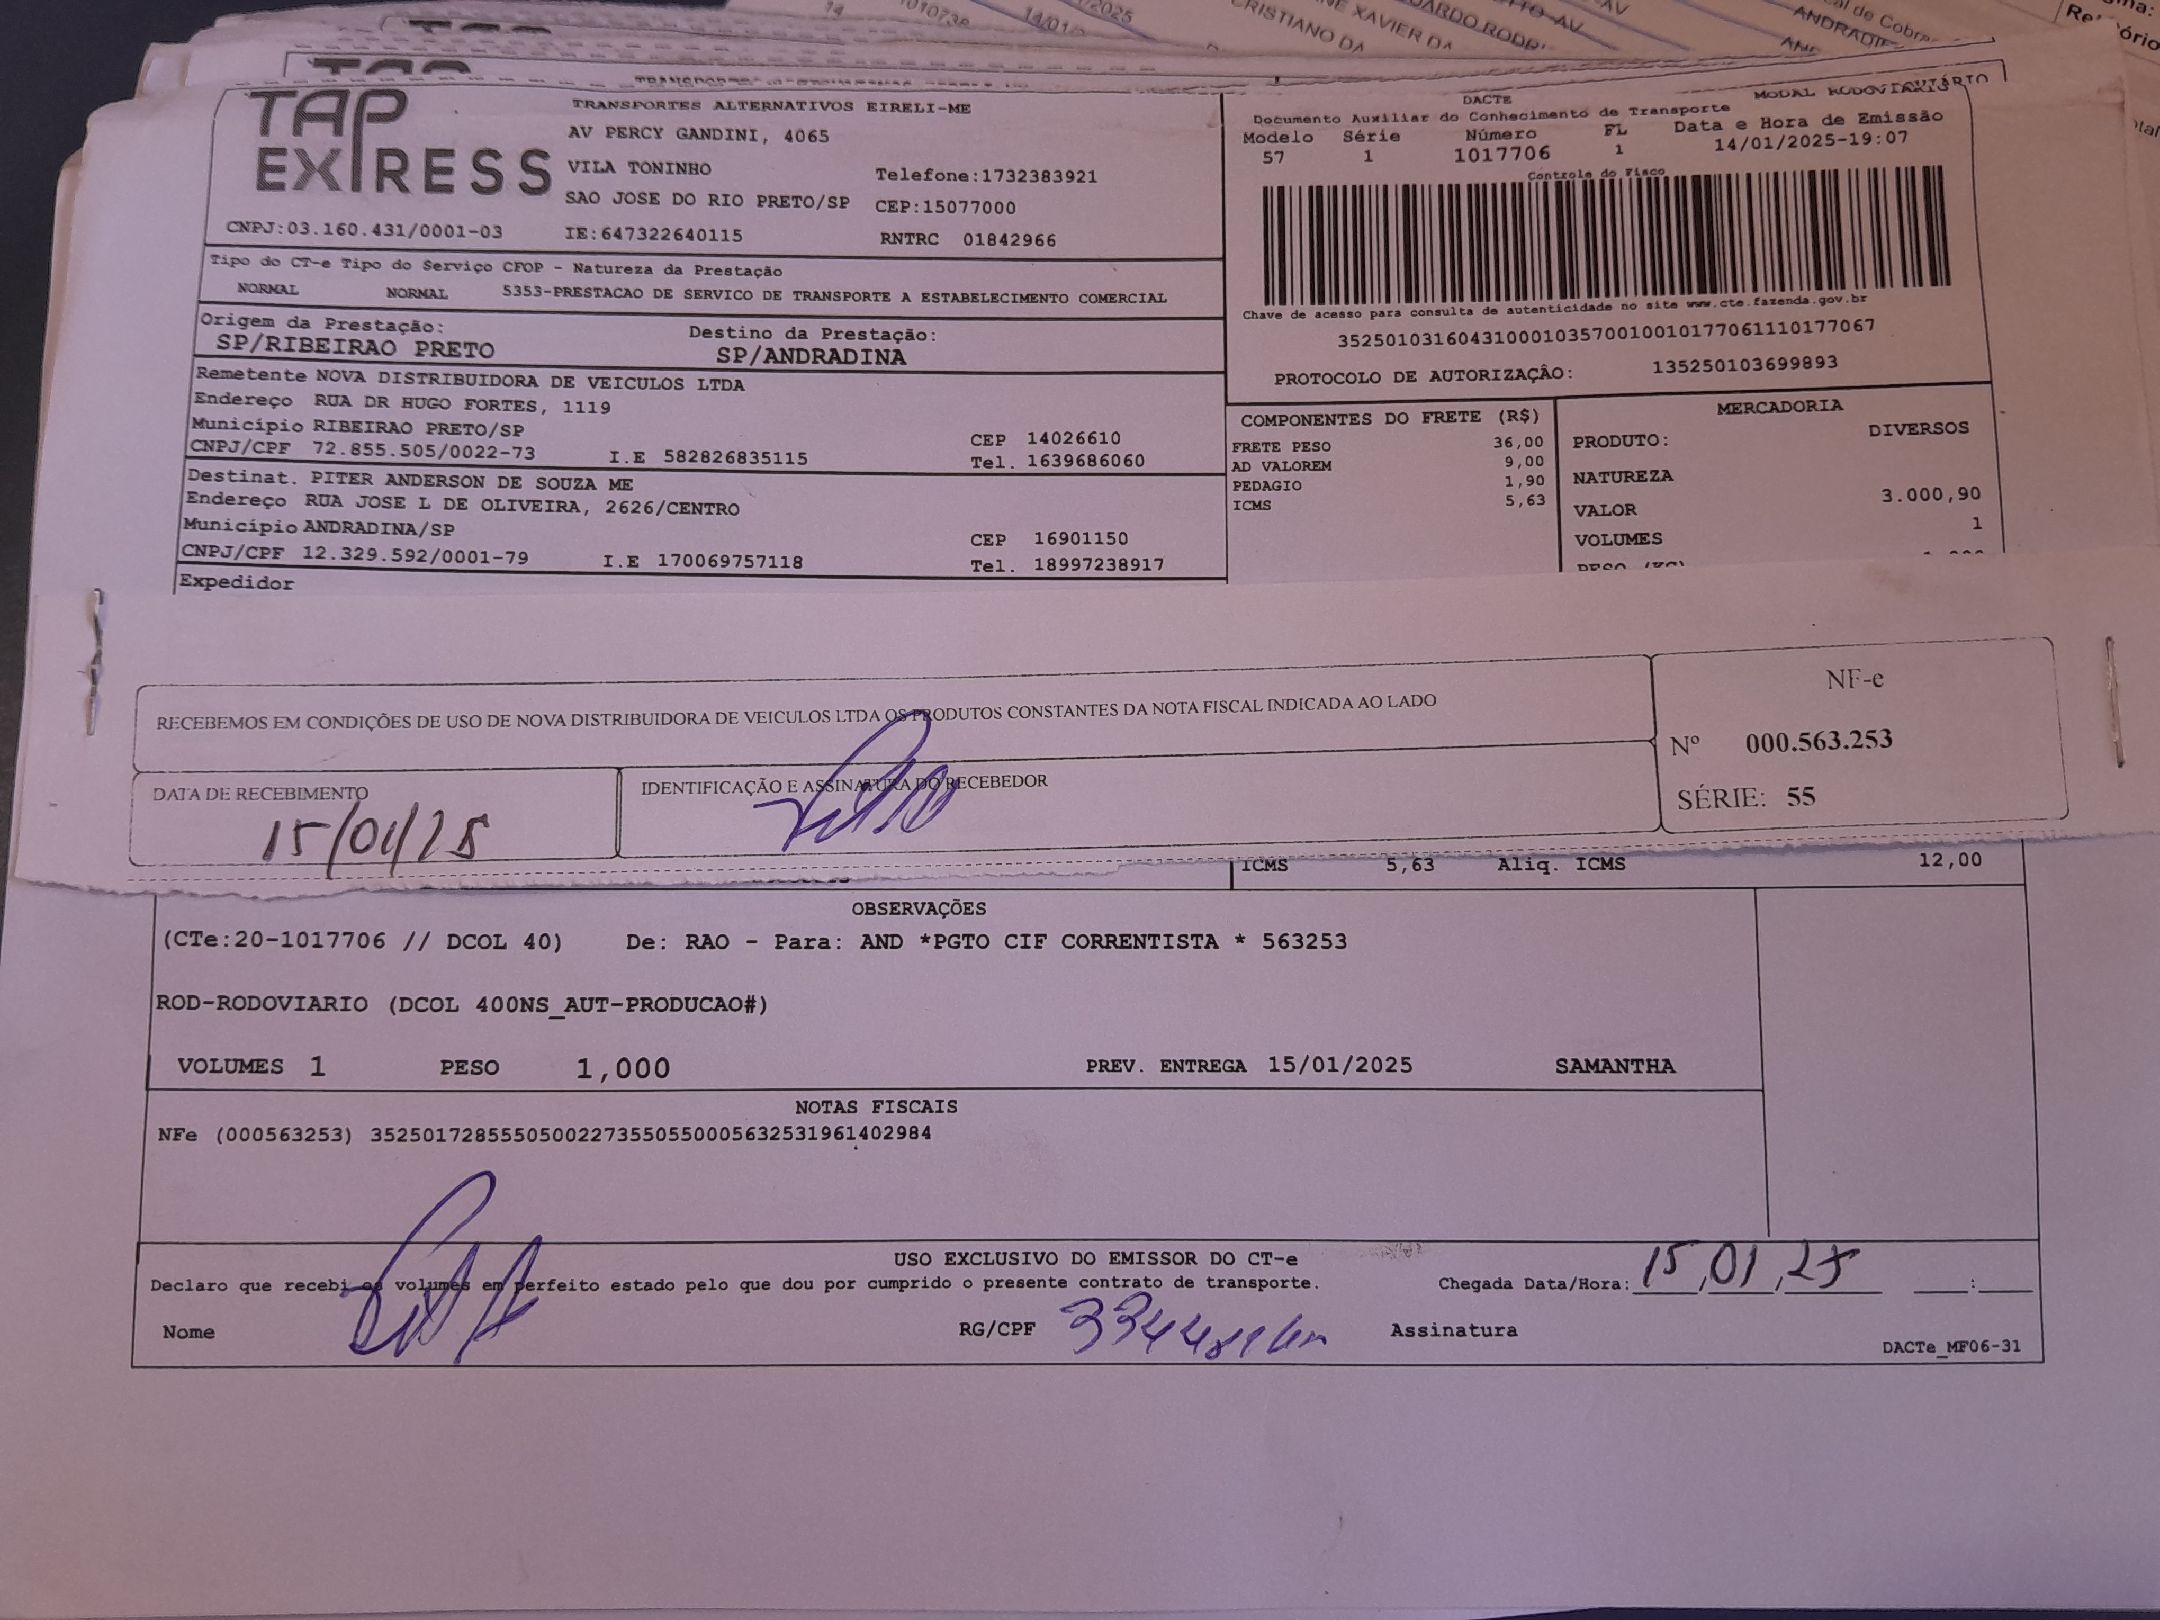 TAP EXPRESS
TRANSPORTES ALTERNATIVOS EIRELI-ME
AV PERCY GANDINI, 4065
VILA TONINHO Telefone:1732383921
SAO JOSE DO RIO PRETO/SP CEP:15077000
CNPJ:03.160.431/0001-03 IE:647322640115 RNTRC 01842966
Tipo do CT-e Tipo do Serviço CFOP - Natureza da Prestação
NORMAL NORMAL 5353-PRESTACAO DE SERVICO DE TRANSPORTE A ESTABELECIMENTO COMERCIAL
Origem da Prestação: Destino da Prestação:
SP/RIBEIRAO PRETO SP/ANDRADINA
Remetente NOVA DISTRIBUIDORA DE VEICULOS LTDA
Endereço RUA DR HUGO FORTES, 1119
Município RIBEIRAO PRETO/SP CEP 14026610
CNPJ/CPF 72.855.505/0022-73 I.E 582826835115 Tel. 1639686060
Destinat. PITER ANDERSON DE SOUZA ME
Endereço RUA JOSE L DE OLIVEIRA, 2626/CENTRO
Município ANDRADINA/SP CEP 16901150
CNPJ/CPF 12.329.592/0001-79 I.E 170069757118 Tel. 18997238917
Expedidor
DACTE MODAL RODOVIÁRIO
Documento Auxiliar do Conhecimento de Transporte
Modelo Série Número FL Data e Hora de Emissão
57 1 1017706 1 14/01/2025-19:07
Controle do Fisco
Chave de acesso para consulta de autenticidade no site www.cte.fazenda.gov.br
35250103160431000103570010010177061110177067
PROTOCOLO DE AUTORIZAÇÃO: 135250103699893
COMPONENTES DO FRETE (R$)
FRETE PESO 36,00
AD VALOREM 9,00
PEDAGIO 1,90
ICMS 5,63
MERCADORIA
PRODUTO: DIVERSOS
NATUREZA
VALOR 3.000,90
VOLUMES 1
PESO (KG)
RECEBEMOS EM CONDIÇÕES DE USO DE NOVA DISTRIBUIDORA DE VEICULOS LTDA OS PRODUTOS CONSTANTES DA NOTA FISCAL INDICADA AO LADO
DATA DE RECEBIMENTO
15/01/25
IDENTIFICAÇÃO E ASSINATURA DO RECEBEDOR
NF-e
Nº 000.563.253
SÉRIE: 55
ICMS 5,63 Aliq. ICMS 12,00
OBSERVAÇÕES
(CTe:20-1017706 // DCOL 40) De: RAO - Para: AND *PGTO CIF CORRENTISTA * 563253
ROD-RODOVIARIO (DCOL 400NS_AUT-PRODUCAO#)
VOLUMES 1 PESO 1,000 PREV. ENTREGA 15/01/2025 SAMANTHA
NOTAS FISCAIS
NFe (000563253) 35250172855505002273550550005632531961402984
USO EXCLUSIVO DO EMISSOR DO CT-e
Declaro que recebi os volumes em perfeito estado pelo que dou por cumprido o presente contrato de transporte. Chegada Data/Hora: 15,01,25 :
Nome RG/CPF Assinatura
DACTe_MF06-31